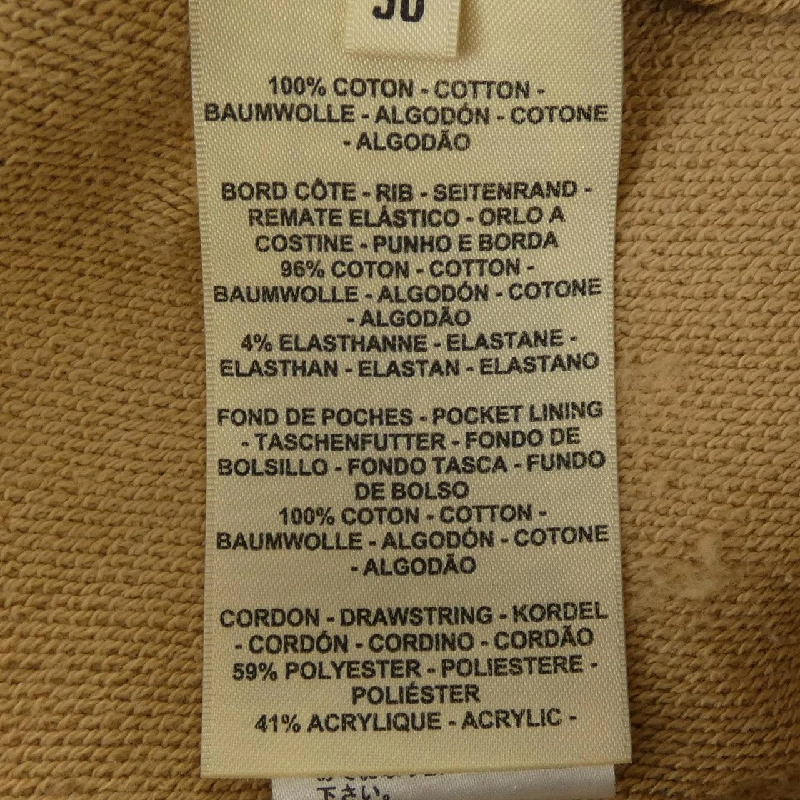 100% COTON - COTTON -
BAUMWOLLE - ALGODÓN - COTONE
- ALGODÃO
BORD CÔTE - RIB - SEITENRAND -
REMATE ELÁSTICO - ORLO A
COSTINE - PUNHO E BORDA
96% COTON - COTTON -
BAUMWOLLE - ALGODÓN - COTONE
- ALGODÃO
4% ELASTHANNE - ELASTANE -
ELASTHAN - ELASTAN - ELASTANO
FOND DE POCHES - POCKET LINING
- TASCHENFUTTER - FONDO DE
BOLSILLO - FONDO TASCA - FUNDO
DE BOLSO
100% COTON - COTTON -
BAUMWOLLE - ALGODÓN - COTONE
- ALGODÃO
CORDON - DRAWSTRING - KORDEL
- CORDÓN - CORDINO - CORDÃO
59% POLYESTER - POLIESTERE -
POLIÉSTER
41% ACRYLIQUE - ACRYLIC -
下さい。